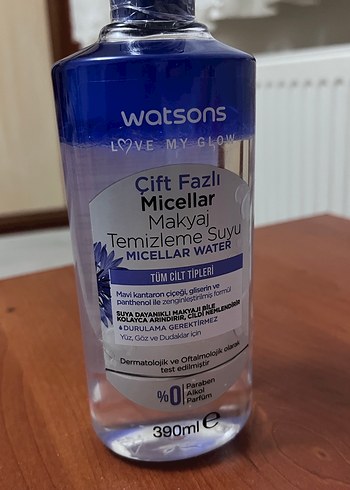 watsons
LOVE MY GLOW
Çift Fazlı
Micellar
Makyaj
Temizleme Suyu
MICELLAR WATER
TÜM CİLT TİPLERİ
Mavi kantaron çiçeği, gliserin ve
panthenol ile zenginleştirilmiş formül
SUYA DAYANIKLI MAKYAJI BİLE
KOLAYCA ARINDIRIR, CİLDİ NEMLENDİRİR
DURULAMA GEREKTİRMEZ
Yüz, Göz ve Dudaklar için
Dermatolojik ve Oftalmolojik olarak
test edilmiştir
%0
Paraben
Alkol
Parfüm
390ml e